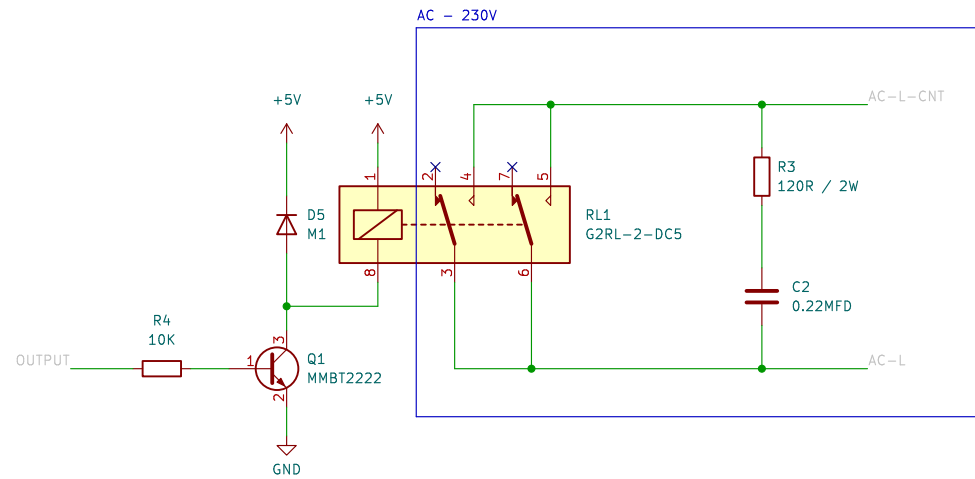 AC - 230V
AC-L-CNT
+5V
+5V
1
2
4
7
5
R3
120R / 2W
D5
M1
RL1
G2RL-2-DC5
8
3
6
C2
0.22MFD
R4
10K
3
OUTPUT
1
Q1
MMBT2222
AC-L
2
GND